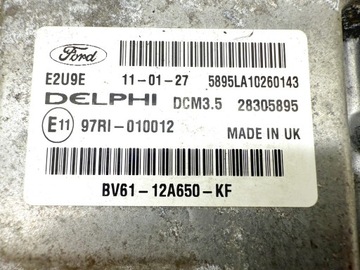 Ford
E2U9E 11-01-27 5895LA10260143
DELPHI DCM3.5 28305895
E11 97RI-010012 MADE IN UK
BV61-12A650-KF